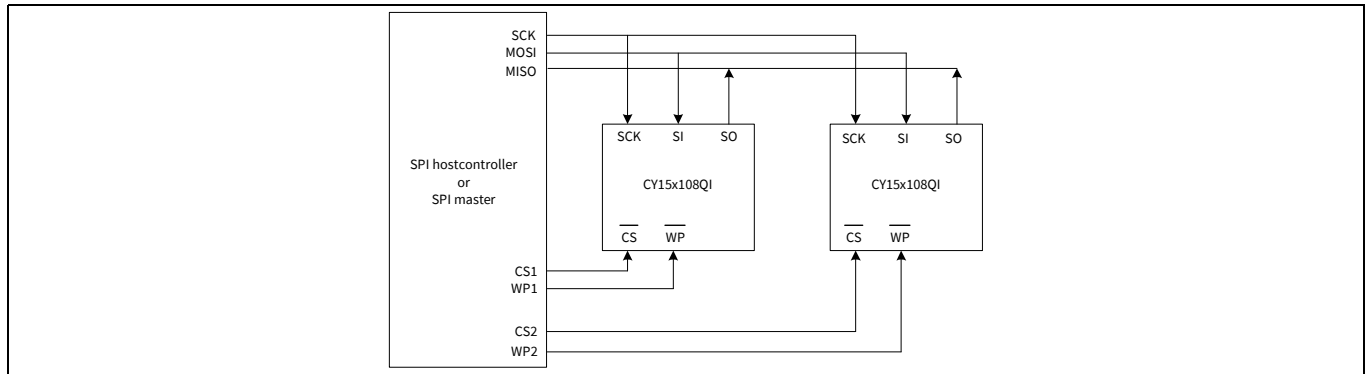 SCK
MOSI
MISO
SCK SI SO
SCK SI SO
SPI hostcontroller
or
SPI master
CY15x108QI
CY15x108QI
CS WP
CS WP
CS1
WP1
CS2
WP2